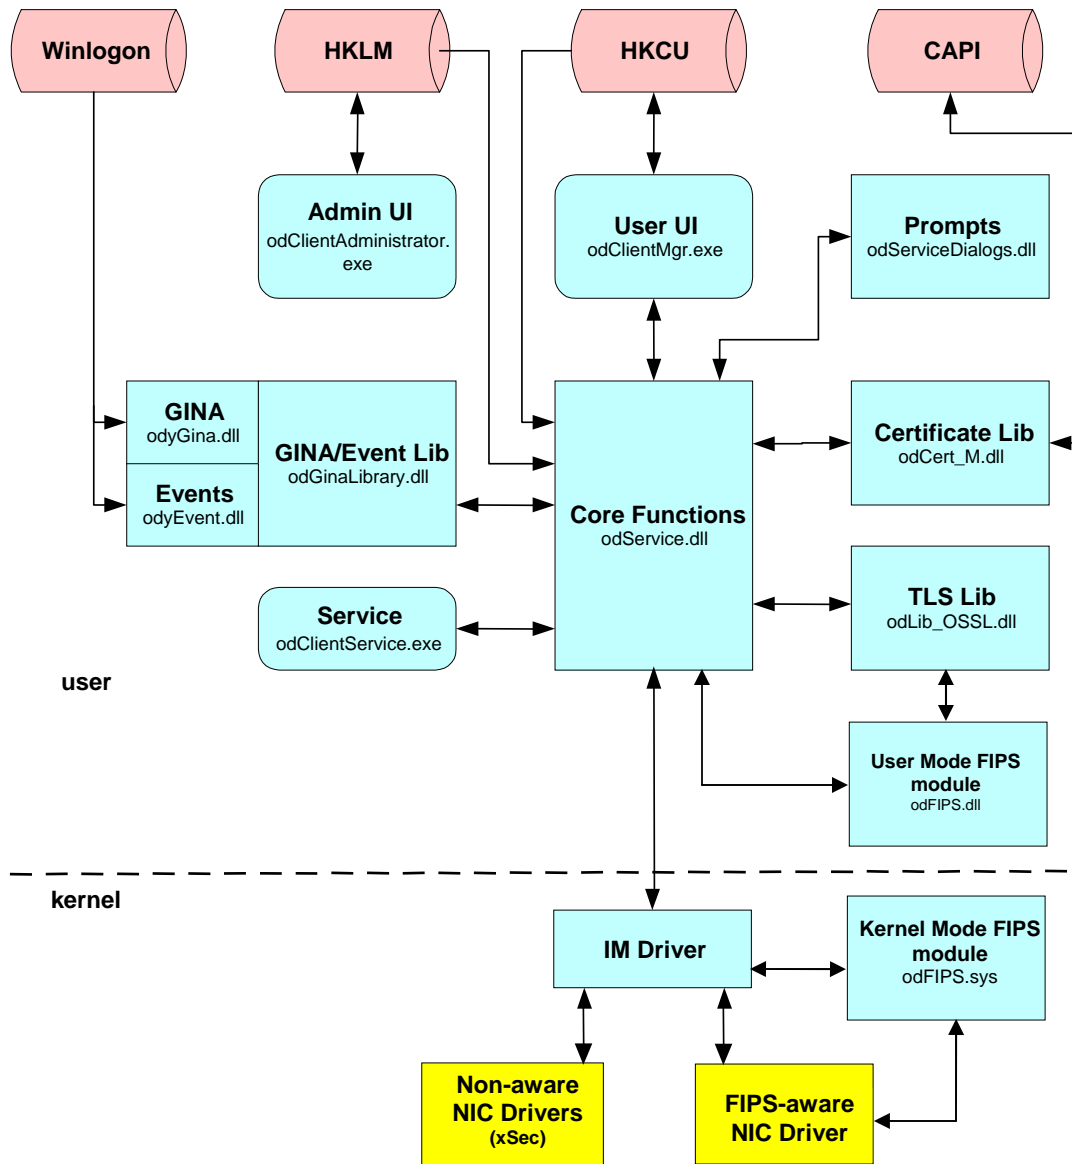 Winlogon
HKLM
HKCU
CAPI
Admin UI
odClientAdministrator.
exe
User UI
odClientMgr.exe
Prompts
odServiceDialogs.dll
GINA
odyGina.dll
Events
odyEvent.dll
GINA/Event Lib
odGinaLibrary.dll
Core Functions
odService.dll
Certificate Lib
odCert_M.dll
Service
odClientService.exe
TLS Lib
odLib_OSSL.dll
user
User Mode FIPS
module
odFIPS.dll
kernel
IM Driver
Kernel Mode FIPS
module
odFIPS.sys
Non-aware
NIC Drivers
(xSec)
FIPS-aware
NIC Driver